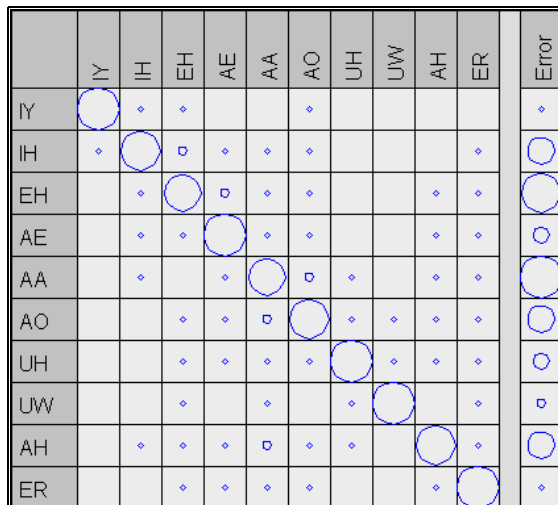 IY IH EH AE AA AO UH UW AH ER Error
IY
IH
EH
AE
AA
AO
UH
UW
AH
ER